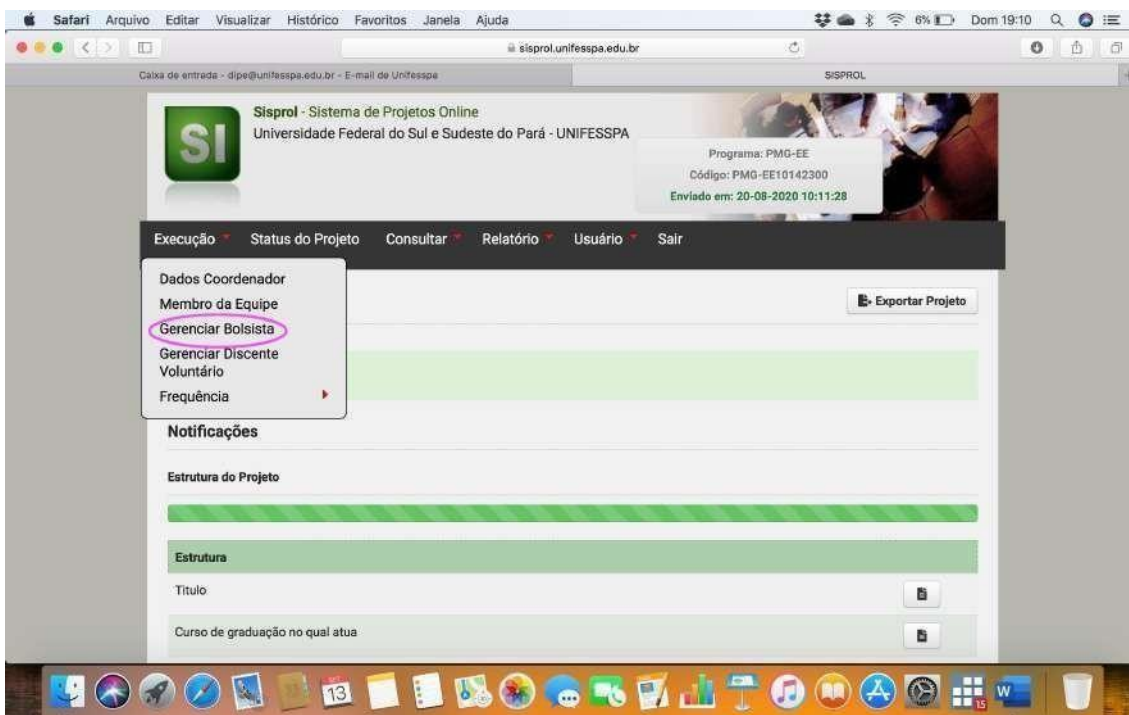 Safari Arquivo Editar Visualizar Histórico Favoritos Janela Ajuda 6% Dom 19:10
sisprol.unifesspa.edu.br
Caixa de entrada - dipe@unifesspa.edu.br - E-mail de Unifesspa SISPROL
SI
Sisprol - Sistema de Projetos Online
Universidade Federal do Sul e Sudeste do Pará - UNIFESSPA
Programa: PMG-EE
Código: PMG-EE10142300
Enviado em: 20-08-2020 10:11:28
Execução Status do Projeto Consultar Relatório Usuário Sair
Dados Coordenador
Membro da Equipe
Gerenciar Bolsista
Gerenciar Discente
Voluntário
Frequência
Exportar Projeto
Notificações
Estrutura do Projeto
Estrutura
Titulo
Curso de graduação no qual atua
SET
13
15
W